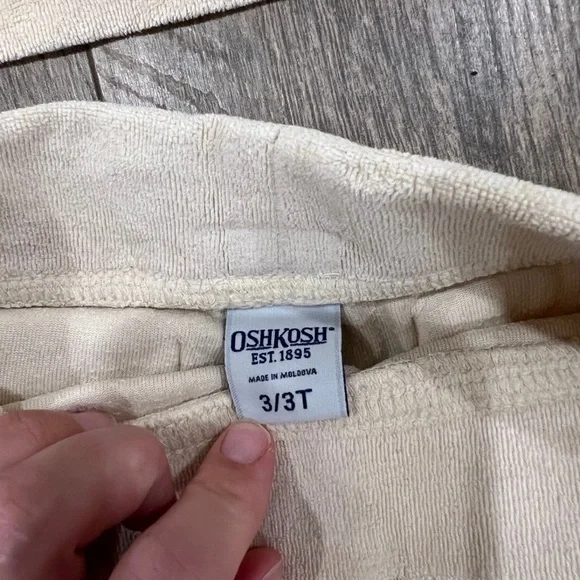 OSHKOSH
EST. 1895
MADE IN MOLDOVA
3/3T